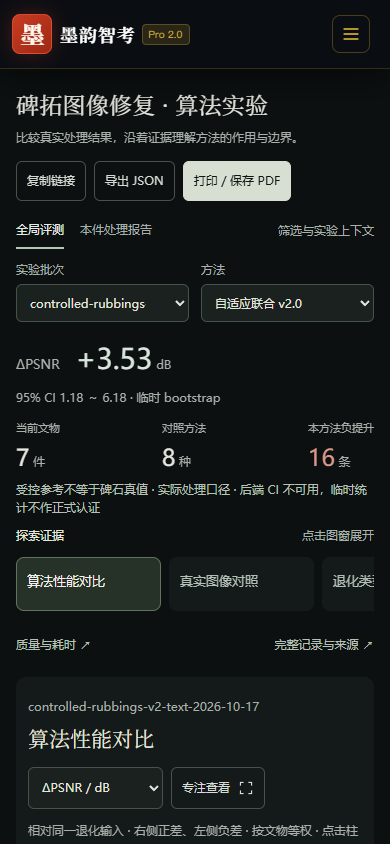 墨 墨韵智考 Pro 2.0
碑拓图像修复 · 算法实验
比较真实处理结果，沿着证据理解方法的作用与边界。
复制链接 导出 JSON 打印 / 保存 PDF
全局评测 本件处理报告 筛选与实验上下文
实验批次 方法
controlled-rubbings 自适应联合 v2.0
ΔPSNR +3.53 dB
95% CI 1.18 ～ 6.18 · 临时 bootstrap
当前文物 对照方法 本方法负提升
7 件 8 种 16 条
受控参考不等于碑石真值 · 实际处理口径 · 后端 CI 不可用，临时统
计不作正式认证
探索证据 点击图窗展开
算法性能对比 真实图像对照 退化类
质量与耗时 ↗ 完整记录与来源 ↗
controlled-rubbings-v2-text-2026-10-17
算法性能对比
ΔPSNR / dB 专注查看
相对同一退化输入 · 右侧正差、左侧负差 · 按文物等权 · 点击柱